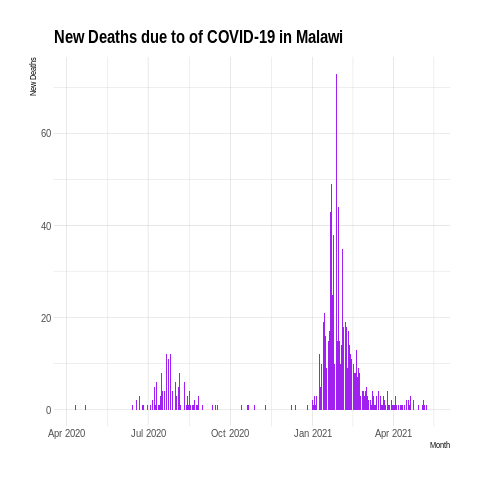 New Deaths due to of COVID-19 in Malawi
New Deaths
60
40
20
0
Apr 2020 Jul 2020 Oct 2020 Jan 2021 Apr 2021
Month